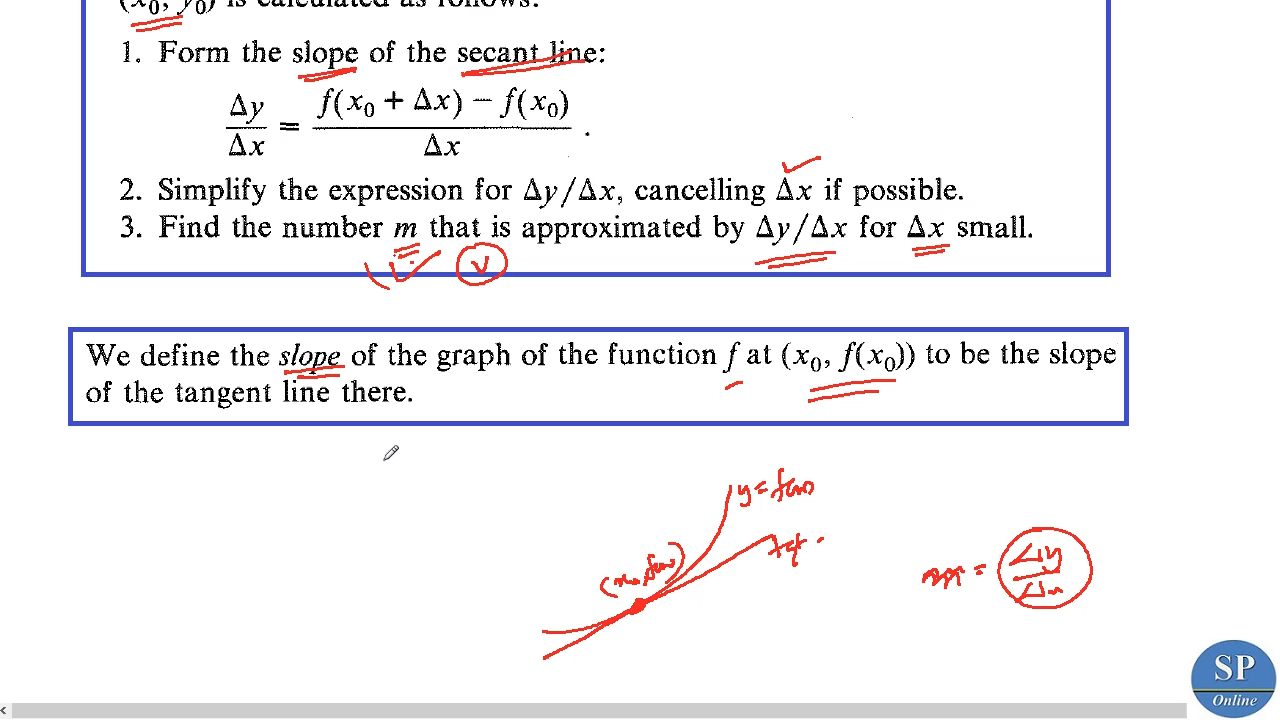 (x₀, y₀) is calculated as follows:
1. Form the slope of the secant line:
Δy/Δx = f(x₀ + Δx) − f(x₀) / Δx .
2. Simplify the expression for Δy/Δx, cancelling Δx if possible.
3. Find the number m that is approximated by Δy/Δx for Δx small.
V
We define the slope of the graph of the function f at (x₀, f(x₀)) to be the slope
of the tangent line there.
y =
= Δy/Δx
SP
Online